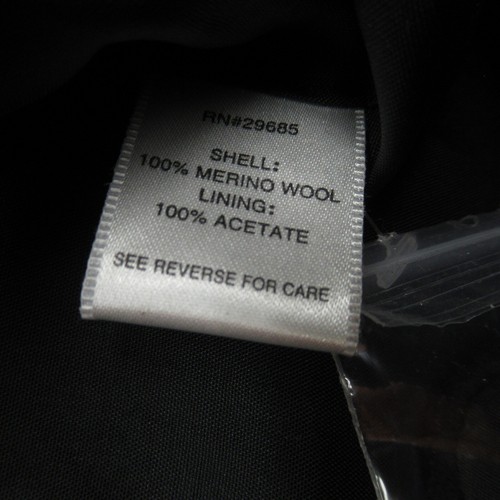 RN#29685
SHELL:
100% MERINO WOOL
LINING:
100% ACETATE
SEE REVERSE FOR CARE